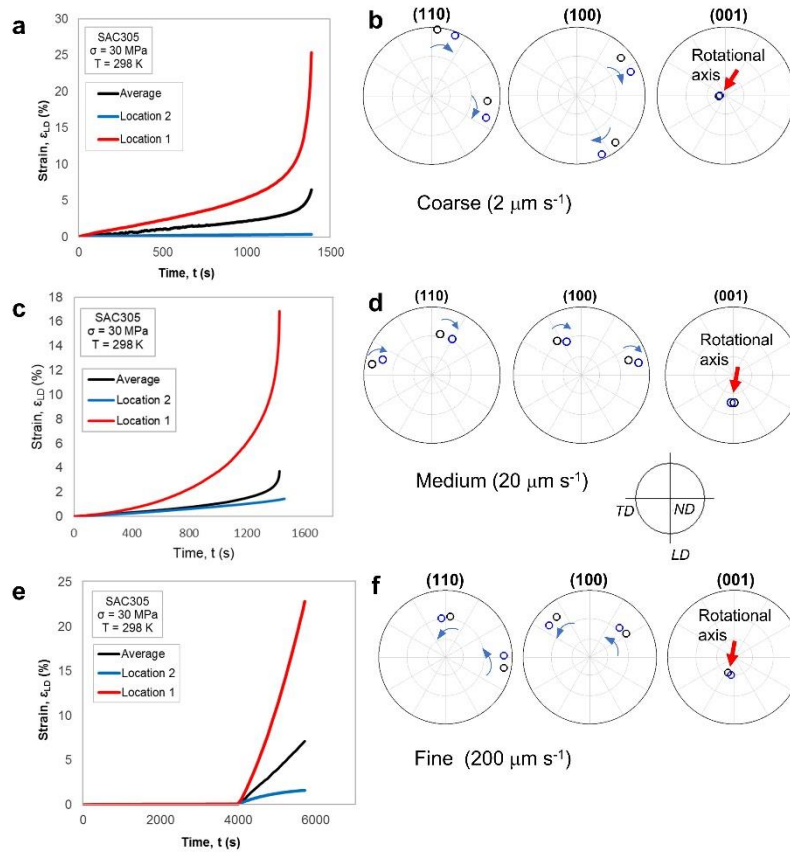 a
SAC305
σ = 30 MPa
T = 298 K
Average
Location 2
Location 1
Strain, εLD (%)
30
25
20
15
10
5
0
0 500 1000 1500
Time, t (s)
b
(110) (100) (001)
Rotational
axis
Coarse (2 μm s⁻¹)
c
SAC305
σ = 30 MPa
T = 298 K
Average
Location 2
Location 1
Strain, εLD (%)
18
16
14
12
10
8
6
4
2
0
0 400 800 1200 1600
Time, t (s)
d
(110) (100) (001)
Rotational
axis
Medium (20 μm s⁻¹)
TD ND
LD
e
SAC305
σ = 30 MPa
T = 298 K
Average
Location 2
Location 1
Strain, εLD (%)
25
20
15
10
5
0
0 2000 4000 6000
Time, t (s)
f
(110) (100) (001)
Rotational
axis
Fine (200 μm s⁻¹)